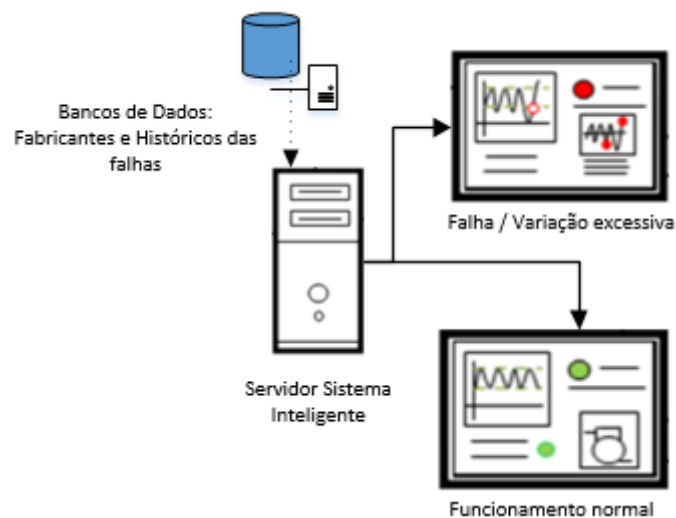 Bancos de Dados:
Fabricantes e Históricos das
falhas
Falha / Variação excessiva
Servidor Sistema
Inteligente
Funcionamento normal